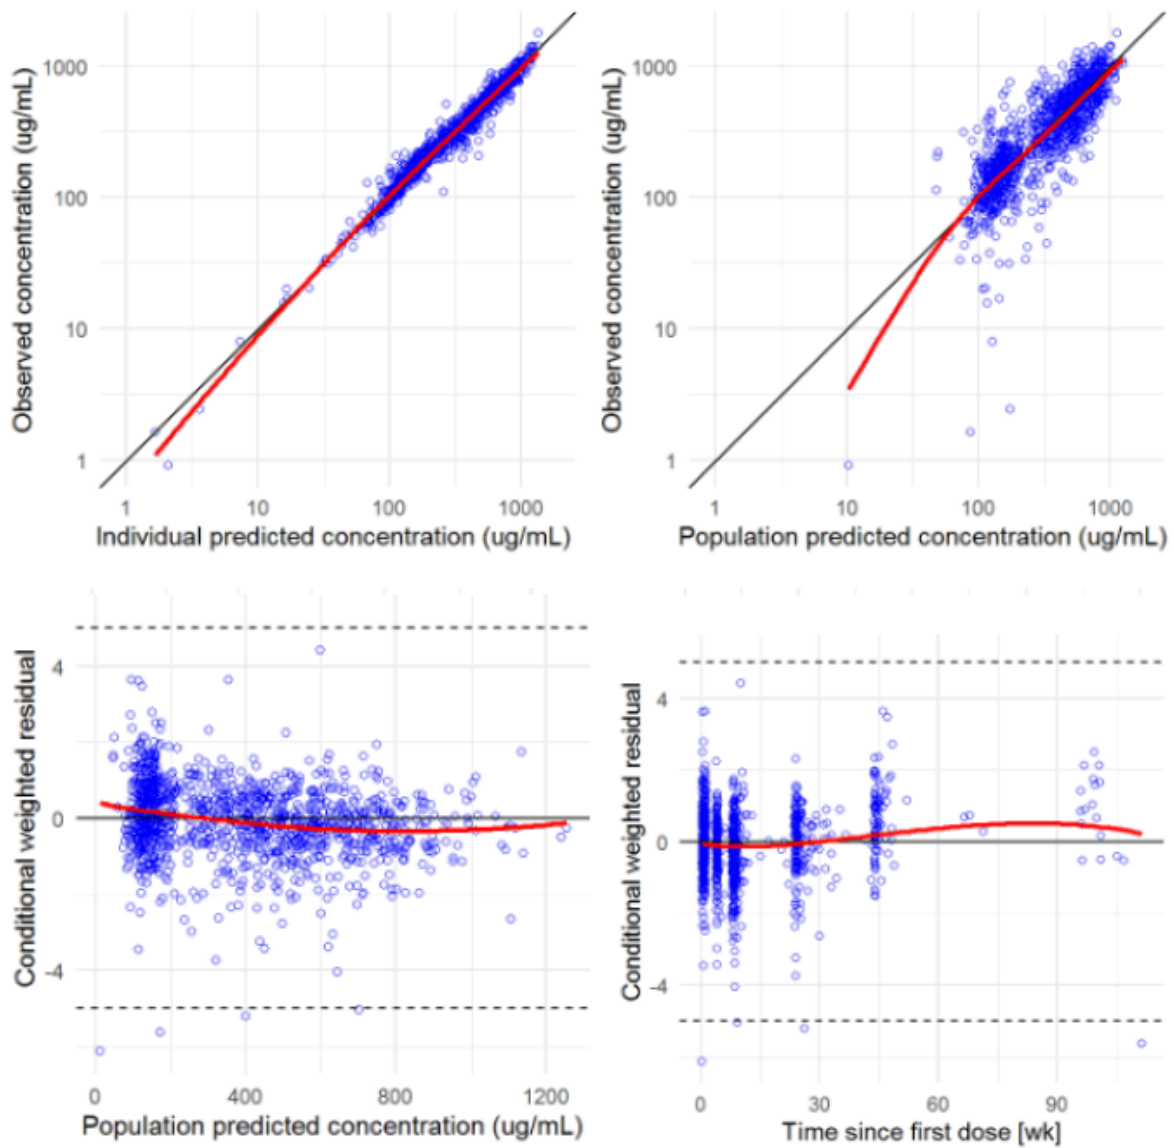 Observed concentration (ug/mL)
1000
100
10
1
1 10 100 1000
Individual predicted concentration (ug/mL)
Observed concentration (ug/mL)
1000
100
10
1
1 10 100 1000
Population predicted concentration (ug/mL)
Conditional weighted residual
4
0
-4
0 400 800 1200
Population predicted concentration (ug/mL)
Conditional weighted residual
4
0
-4
0 30 60 90
Time since first dose [wk]